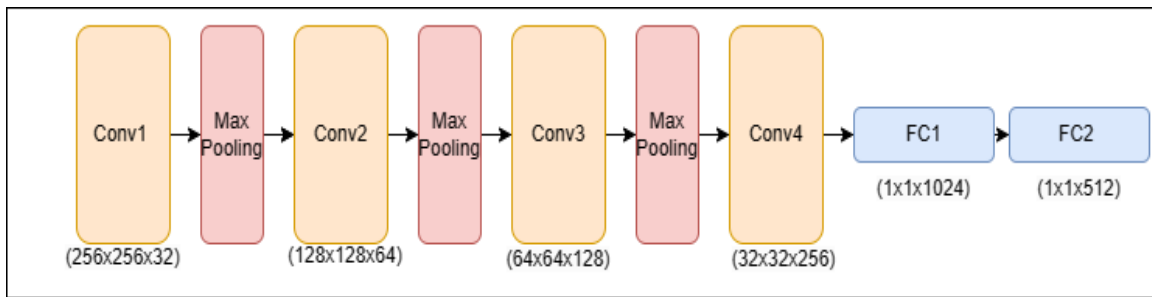 Conv1
Max
Pooling
Conv2
Max
Pooling
Conv3
Max
Pooling
Conv4
FC1
FC2
(256x256x32)
(128x128x64)
(64x64x128)
(32x32x256)
(1x1x1024)
(1x1x512)